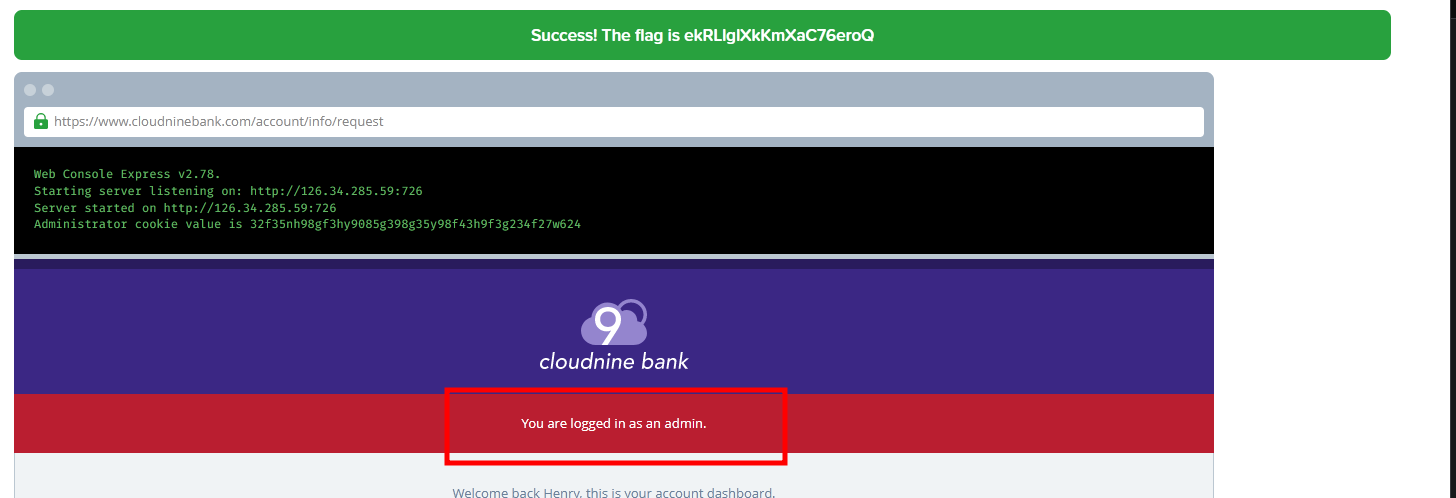 Success! The flag is ekRLlglXkKmXaC76eroQ
https://www.cloudninebank.com/account/info/request
Web Console Express v2.78.
Starting server listening on: http://126.34.285.59:726
Server started on http://126.34.285.59:726
Administrator cookie value is 32f35nh98gf3hy9085g398g35y98f43h9f3g234f27w624
9
cloudnine bank
You are logged in as an admin.
Welcome back Henry, this is your account dashboard.